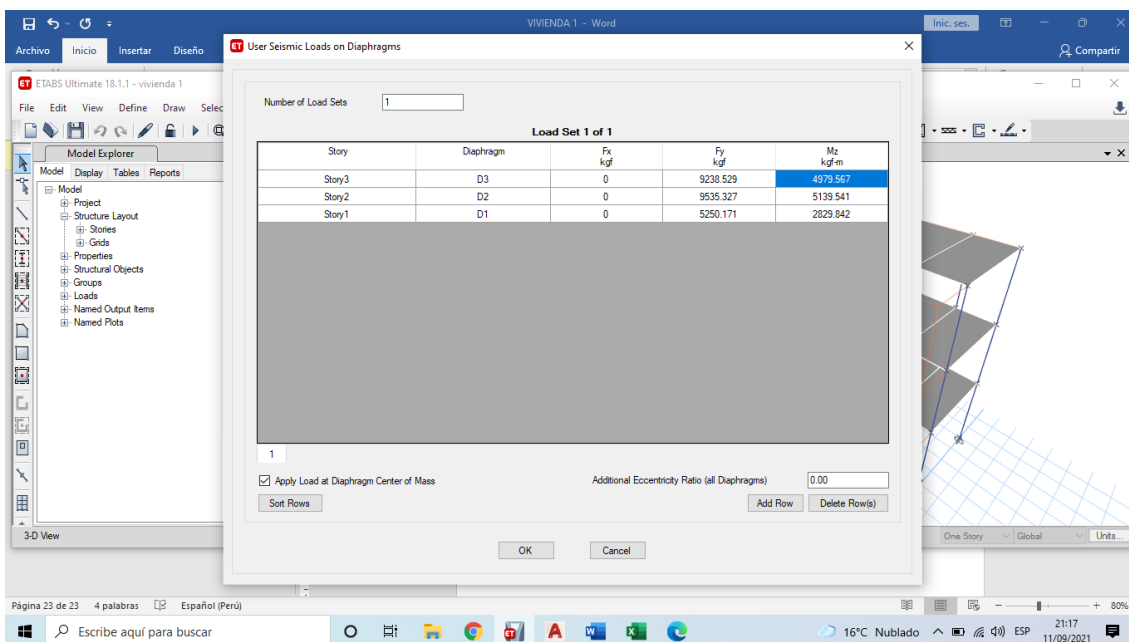 VIVIENDA 1 - Word
Inic. ses.
Archivo Inicio Insertar Diseño
Compartir
User Seismic Loads on Diaphragms
ETABS Ultimate 18.1.1 - vivienda 1
File Edit View Define Draw Selec
Model Explorer
Model Display Tables Reports
Model
Project
Structure Layout
Stories
Grids
Properties
Structural Objects
Groups
Loads
Named Output Items
Named Plots
Number of Load Sets 1
Load Set 1 of 1
Story Diaphragm Fx kgf Fy kgf Mz kgf-m
Story3 D3 0 9238.529 4979.567
Story2 D2 0 9535.327 5139.541
Story1 D1 0 5250.171 2829.842
1
Apply Load at Diaphragm Center of Mass
Additional Eccentricity Ratio (all Diaphragms) 0.00
Sort Rows
Add Row Delete Row(s)
OK Cancel
3-D View
One Story Global Units...
Página 23 de 23 4 palabras Español (Perú)
80%
Escribe aquí para buscar
16°C Nublado
ESP
21:17
11/09/2021